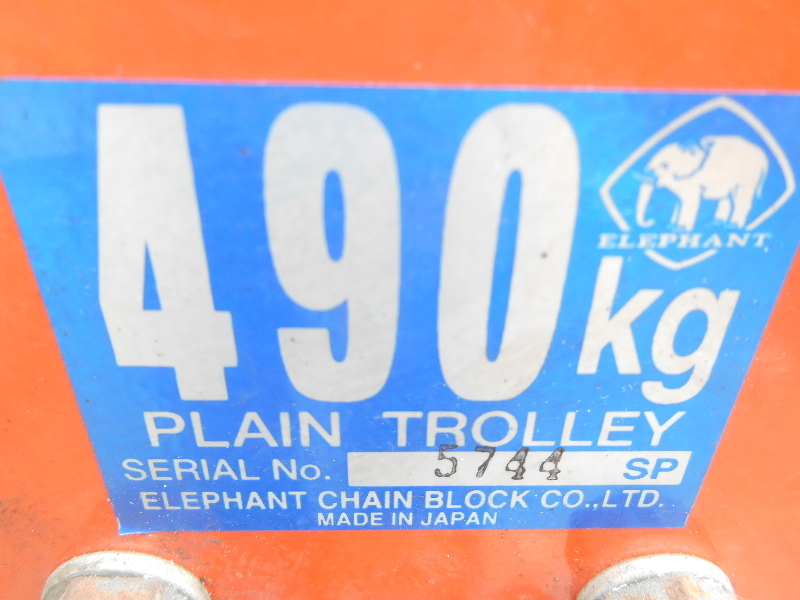 490kg
ELEPHANT
PLAIN TROLLEY
SERIAL No. 5744 SP
ELEPHANT CHAIN BLOCK CO.,LTD.
MADE IN JAPAN